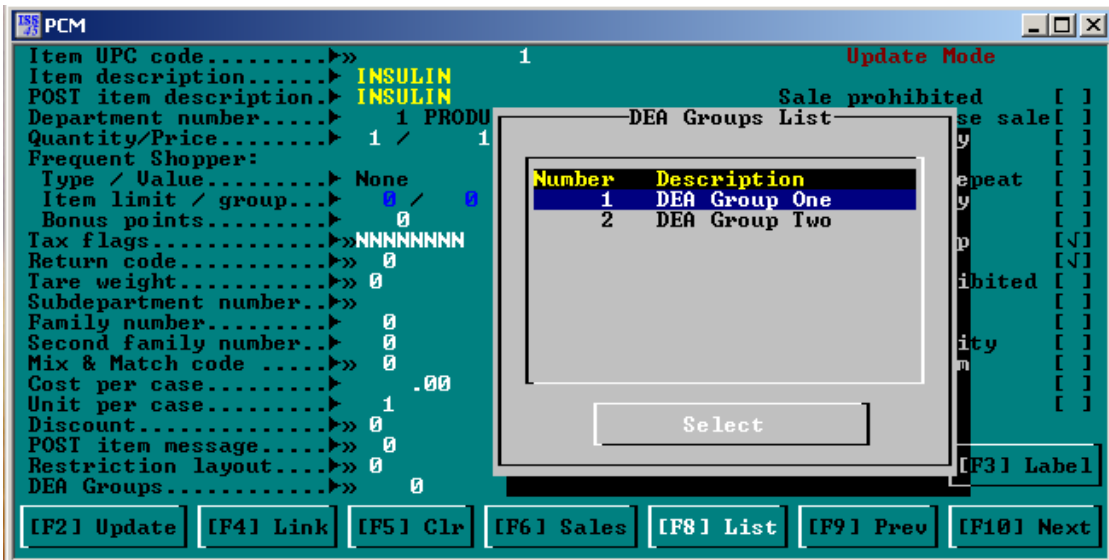 ISS 45 PCM
Item UPC code.........►» 1 Update Mode
Item description......► INSULIN
POST item description.► INSULIN Sale prohibited [ ]
Department number.....► 1 PRODU DEA Groups List se sale[ ]
Quantity/Price........► 1 / 1 y [ ]
Frequent Shopper: [ ]
Type / Value.........► None Number Description epeat [ ]
Item limit / group...► 0 / 0 1 DEA Group One y [ ]
Bonus points.........► 0 2 DEA Group Two [ ]
Tax flags.............►»NNNNNNNN p [√]
Return code...........►» 0 [√]
Tare weight...........►» 0 ibited [ ]
Subdepartment number..►» [ ]
Family number.........► 0 [ ]
Second family number..► 0 ity [ ]
Mix & Match code .....►» 0 m [ ]
Cost per case.........► .00 [ ]
Unit per case.........► 1 [ ]
Discount..............►» 0 Select
POST item message.....►» 0
Restriction layout....►» 0 [F3] Label
DEA Groups............►» 0
[F2] Update [F4] Link [F5] Clr [F6] Sales [F8] List [F9] Prev [F10] Next